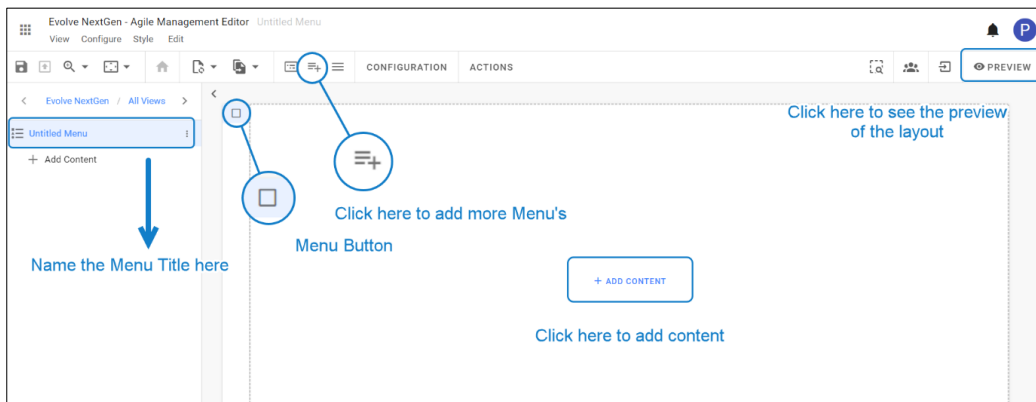 Evolve NextGen - Agile Management Editor Untitled Menu
View Configure Style Edit
P
CONFIGURATION ACTIONS
PREVIEW
Evolve NextGen / All Views
Untitled Menu
+ Add Content
Click here to see the preview
of the layout
Click here to add more Menu's
Menu Button
Name the Menu Title here
+ ADD CONTENT
Click here to add content